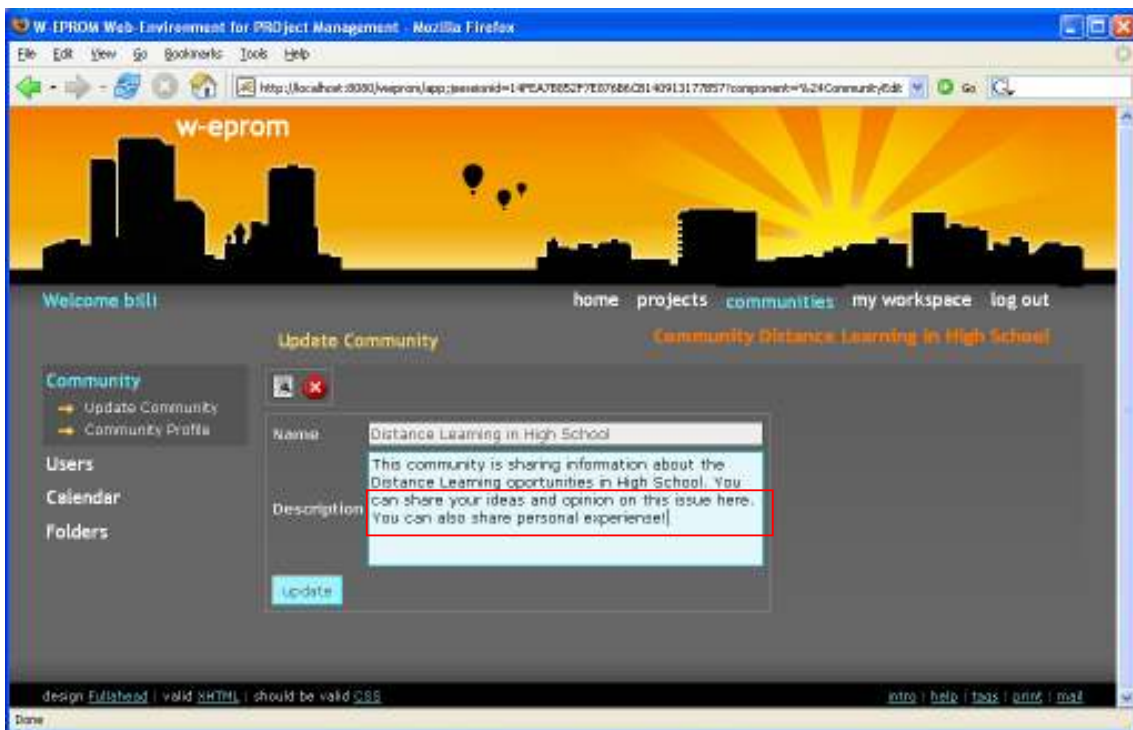 W-EPROM Web-Environment for PROject Management - Mozilla Firefox
File Edit View Go Bookmarks Tools Help
Go
w-eprom
Welcome billi
home projects communities my workspace log out
Update Community
Community Distance Learning in High School
Community
Update Community
Community Profile
Users
Calendar
Folders
Name
Distance Learning in High School
Description
This community is sharing information about the
Distance Learning oportunities in High School. You
can share your ideas and opinion on this issue here.
You can also share personal experiense!
update
design Fullahead | valid XHTML | should be valid CSS
intro | help | tags | print | mail
Done